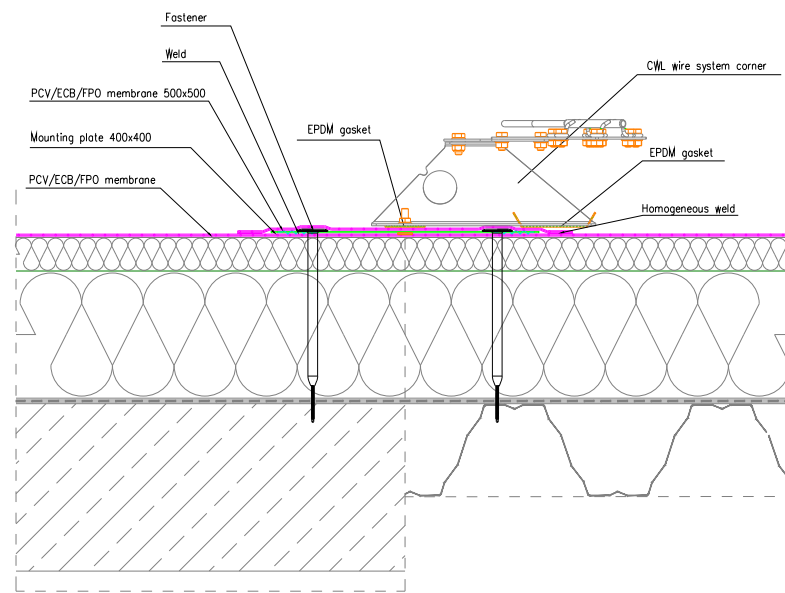 Fastener
Weld
CWL wire system corner
PCV/ECB/FPO membrane 500x500
EPDM gasket
Mounting plate 400x400
EPDM gasket
PCV/ECB/FPO membrane
Homogeneous weld